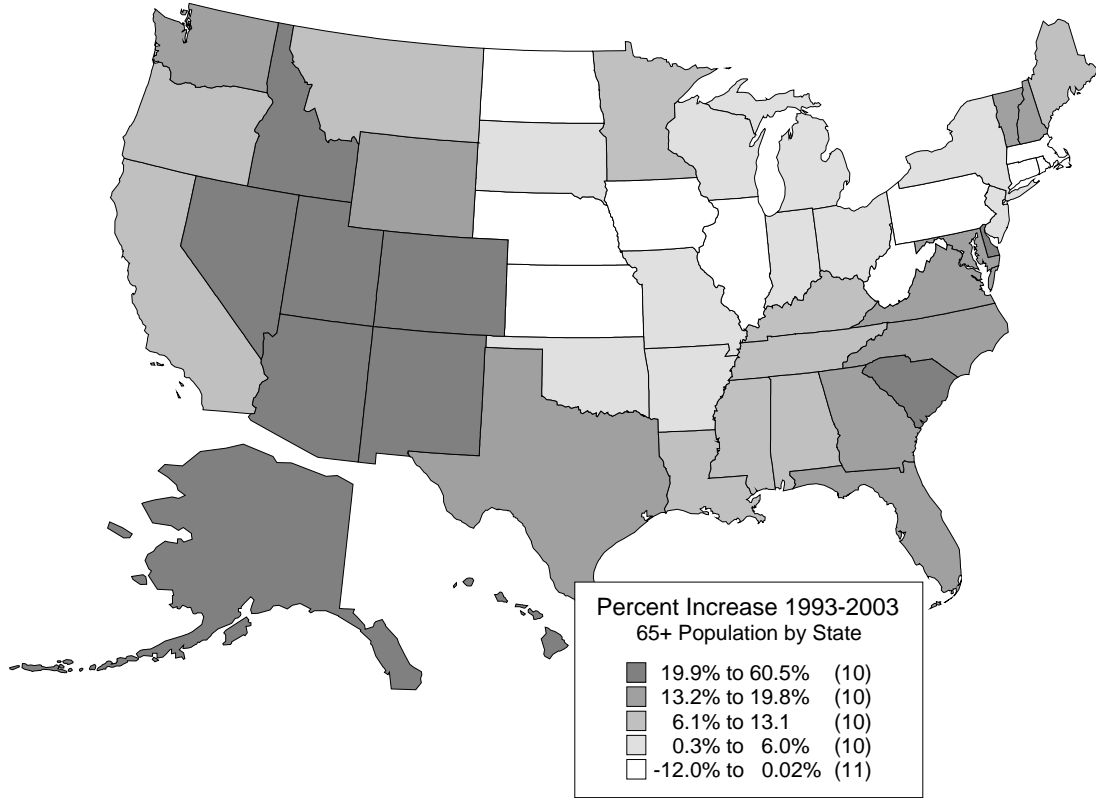 Percent Increase 1993-2003
65+ Population by State
19.9% to 60.5% (10)
13.2% to 19.8% (10)
6.1% to 13.1 (10)
0.3% to 6.0% (10)
-12.0% to 0.02% (11)